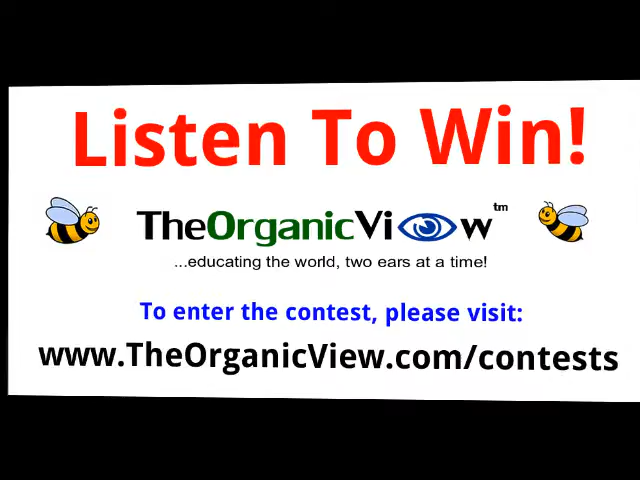 Listen To Win!
TheOrganicView tm
...educating the world, two ears at a time!
To enter the contest, please visit:
www.TheOrganicView.com/contests